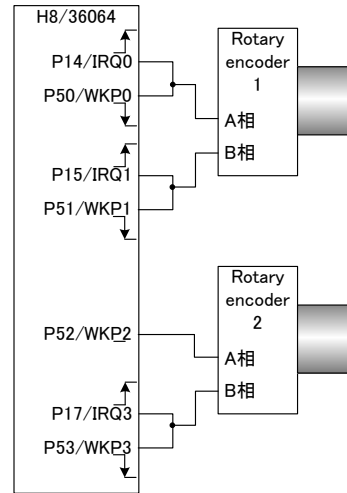 H8/36064
P14/IRQ0
P50/WKP0
P15/IRQ1
P51/WKP1
P52/WKP2
P17/IRQ3
P53/WKP3
Rotary
encoder
1
A相
B相
Rotary
encoder
2
A相
B相